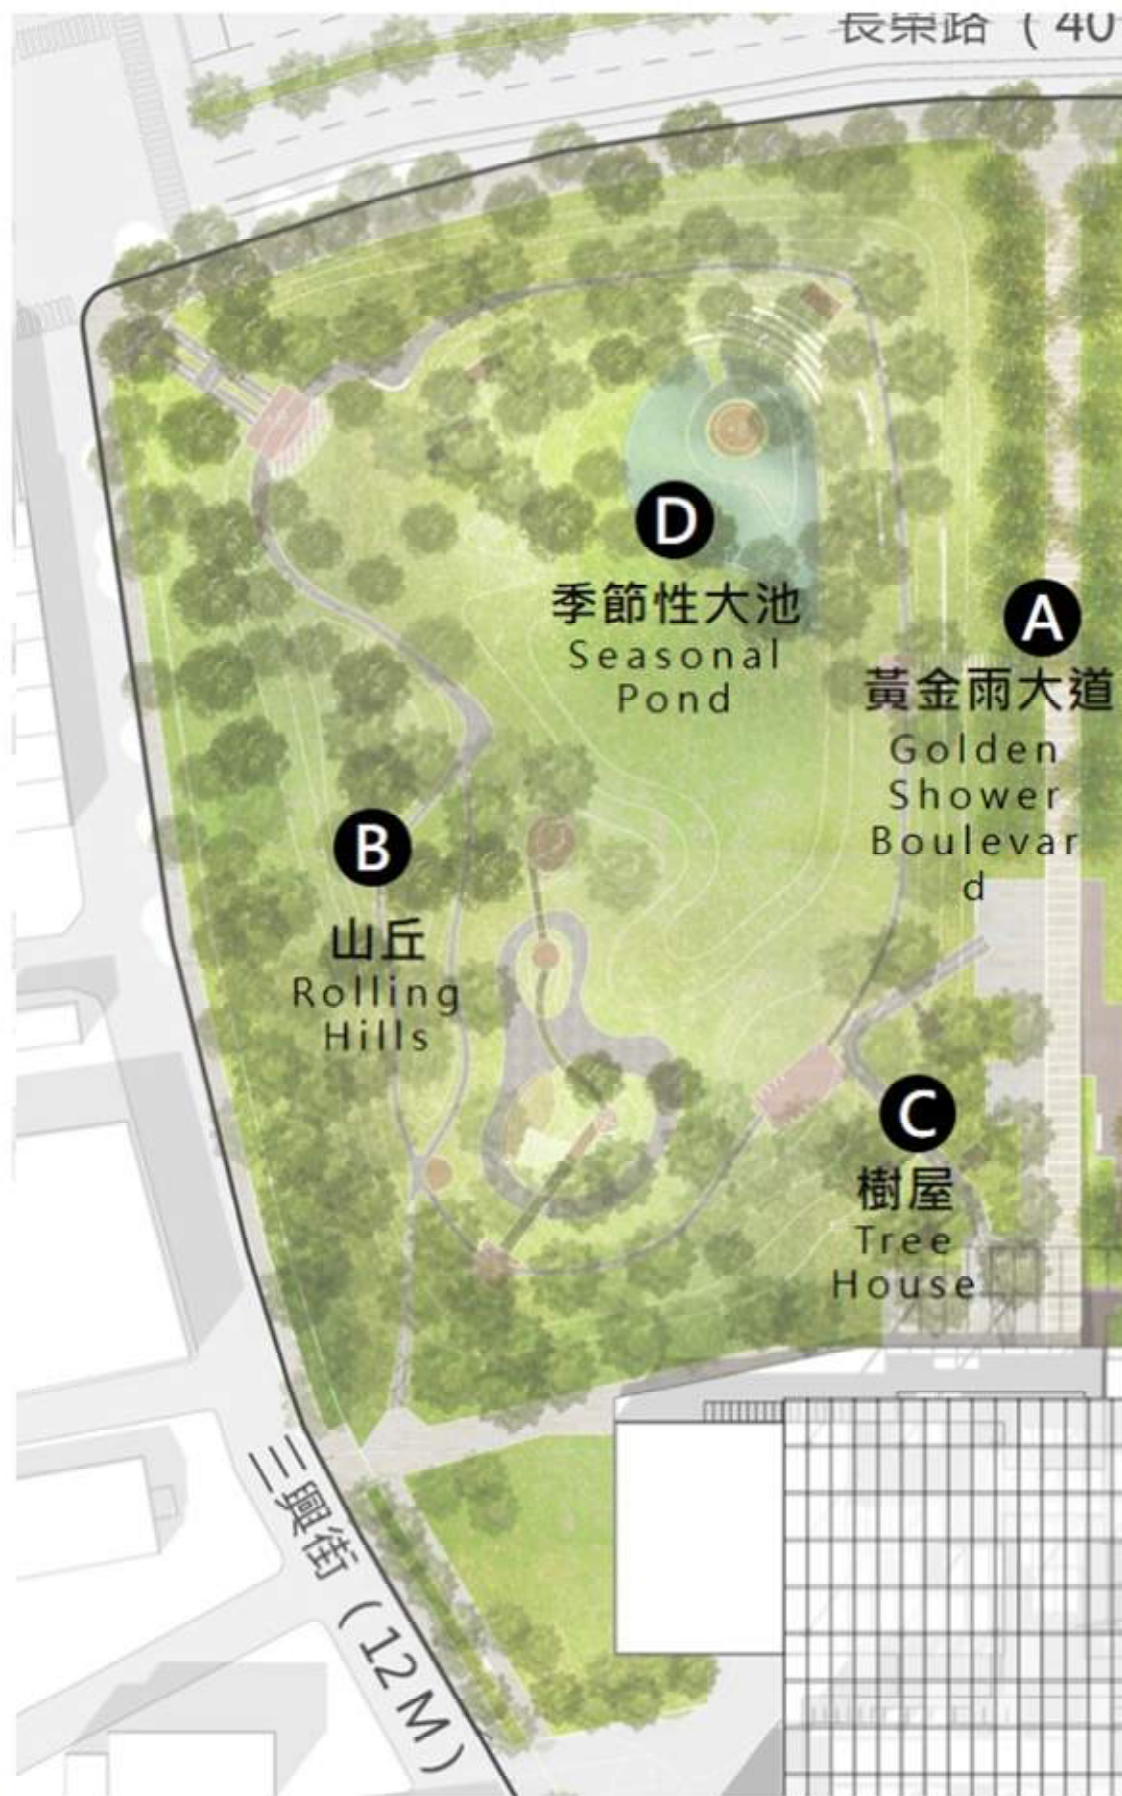 長榮路 (40
D
季節性大池
Seasonal
Pond
A
黃金雨大道
Golden
Shower
Boulevar
d
B
山丘
Rolling
Hills
C
樹屋
Tree
House
三興街 (12M)